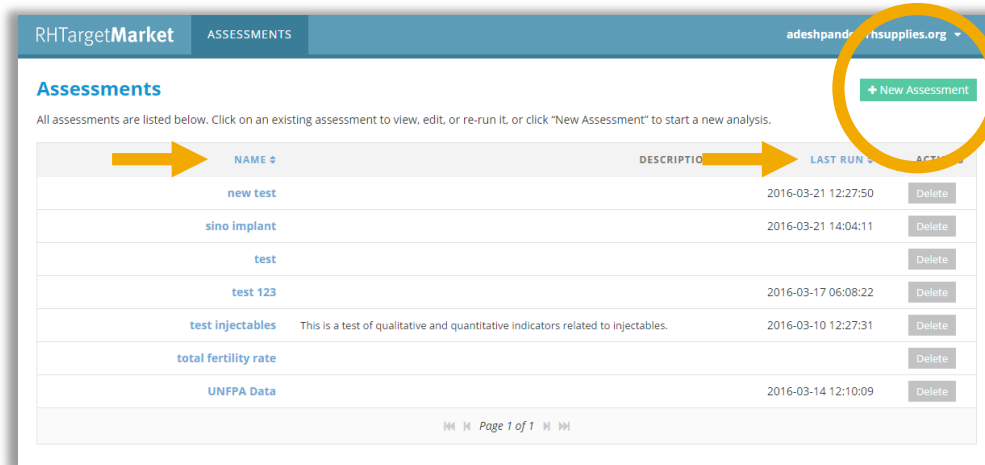 RHTargetMarket ASSESSMENTS rhsupplies.org
Assessments
+ New Assessment
All assessments are listed below. Click on an existing assessment to view, edit, or re-run it, or click “New Assessment” to start a new analysis.
NAME LAST RUN
new test 2016-03-21 12:27:50 Delete
sino implant 2016-03-21 14:04:11 Delete
test Delete
test 123 2016-03-17 06:08:22 Delete
test injectables This is a test of qualitative and quantitative indicators related to injectables. 2016-03-10 12:27:31 Delete
total fertility rate Delete
UNFPA Data 2016-03-14 12:10:09 Delete
Page 1 of 1